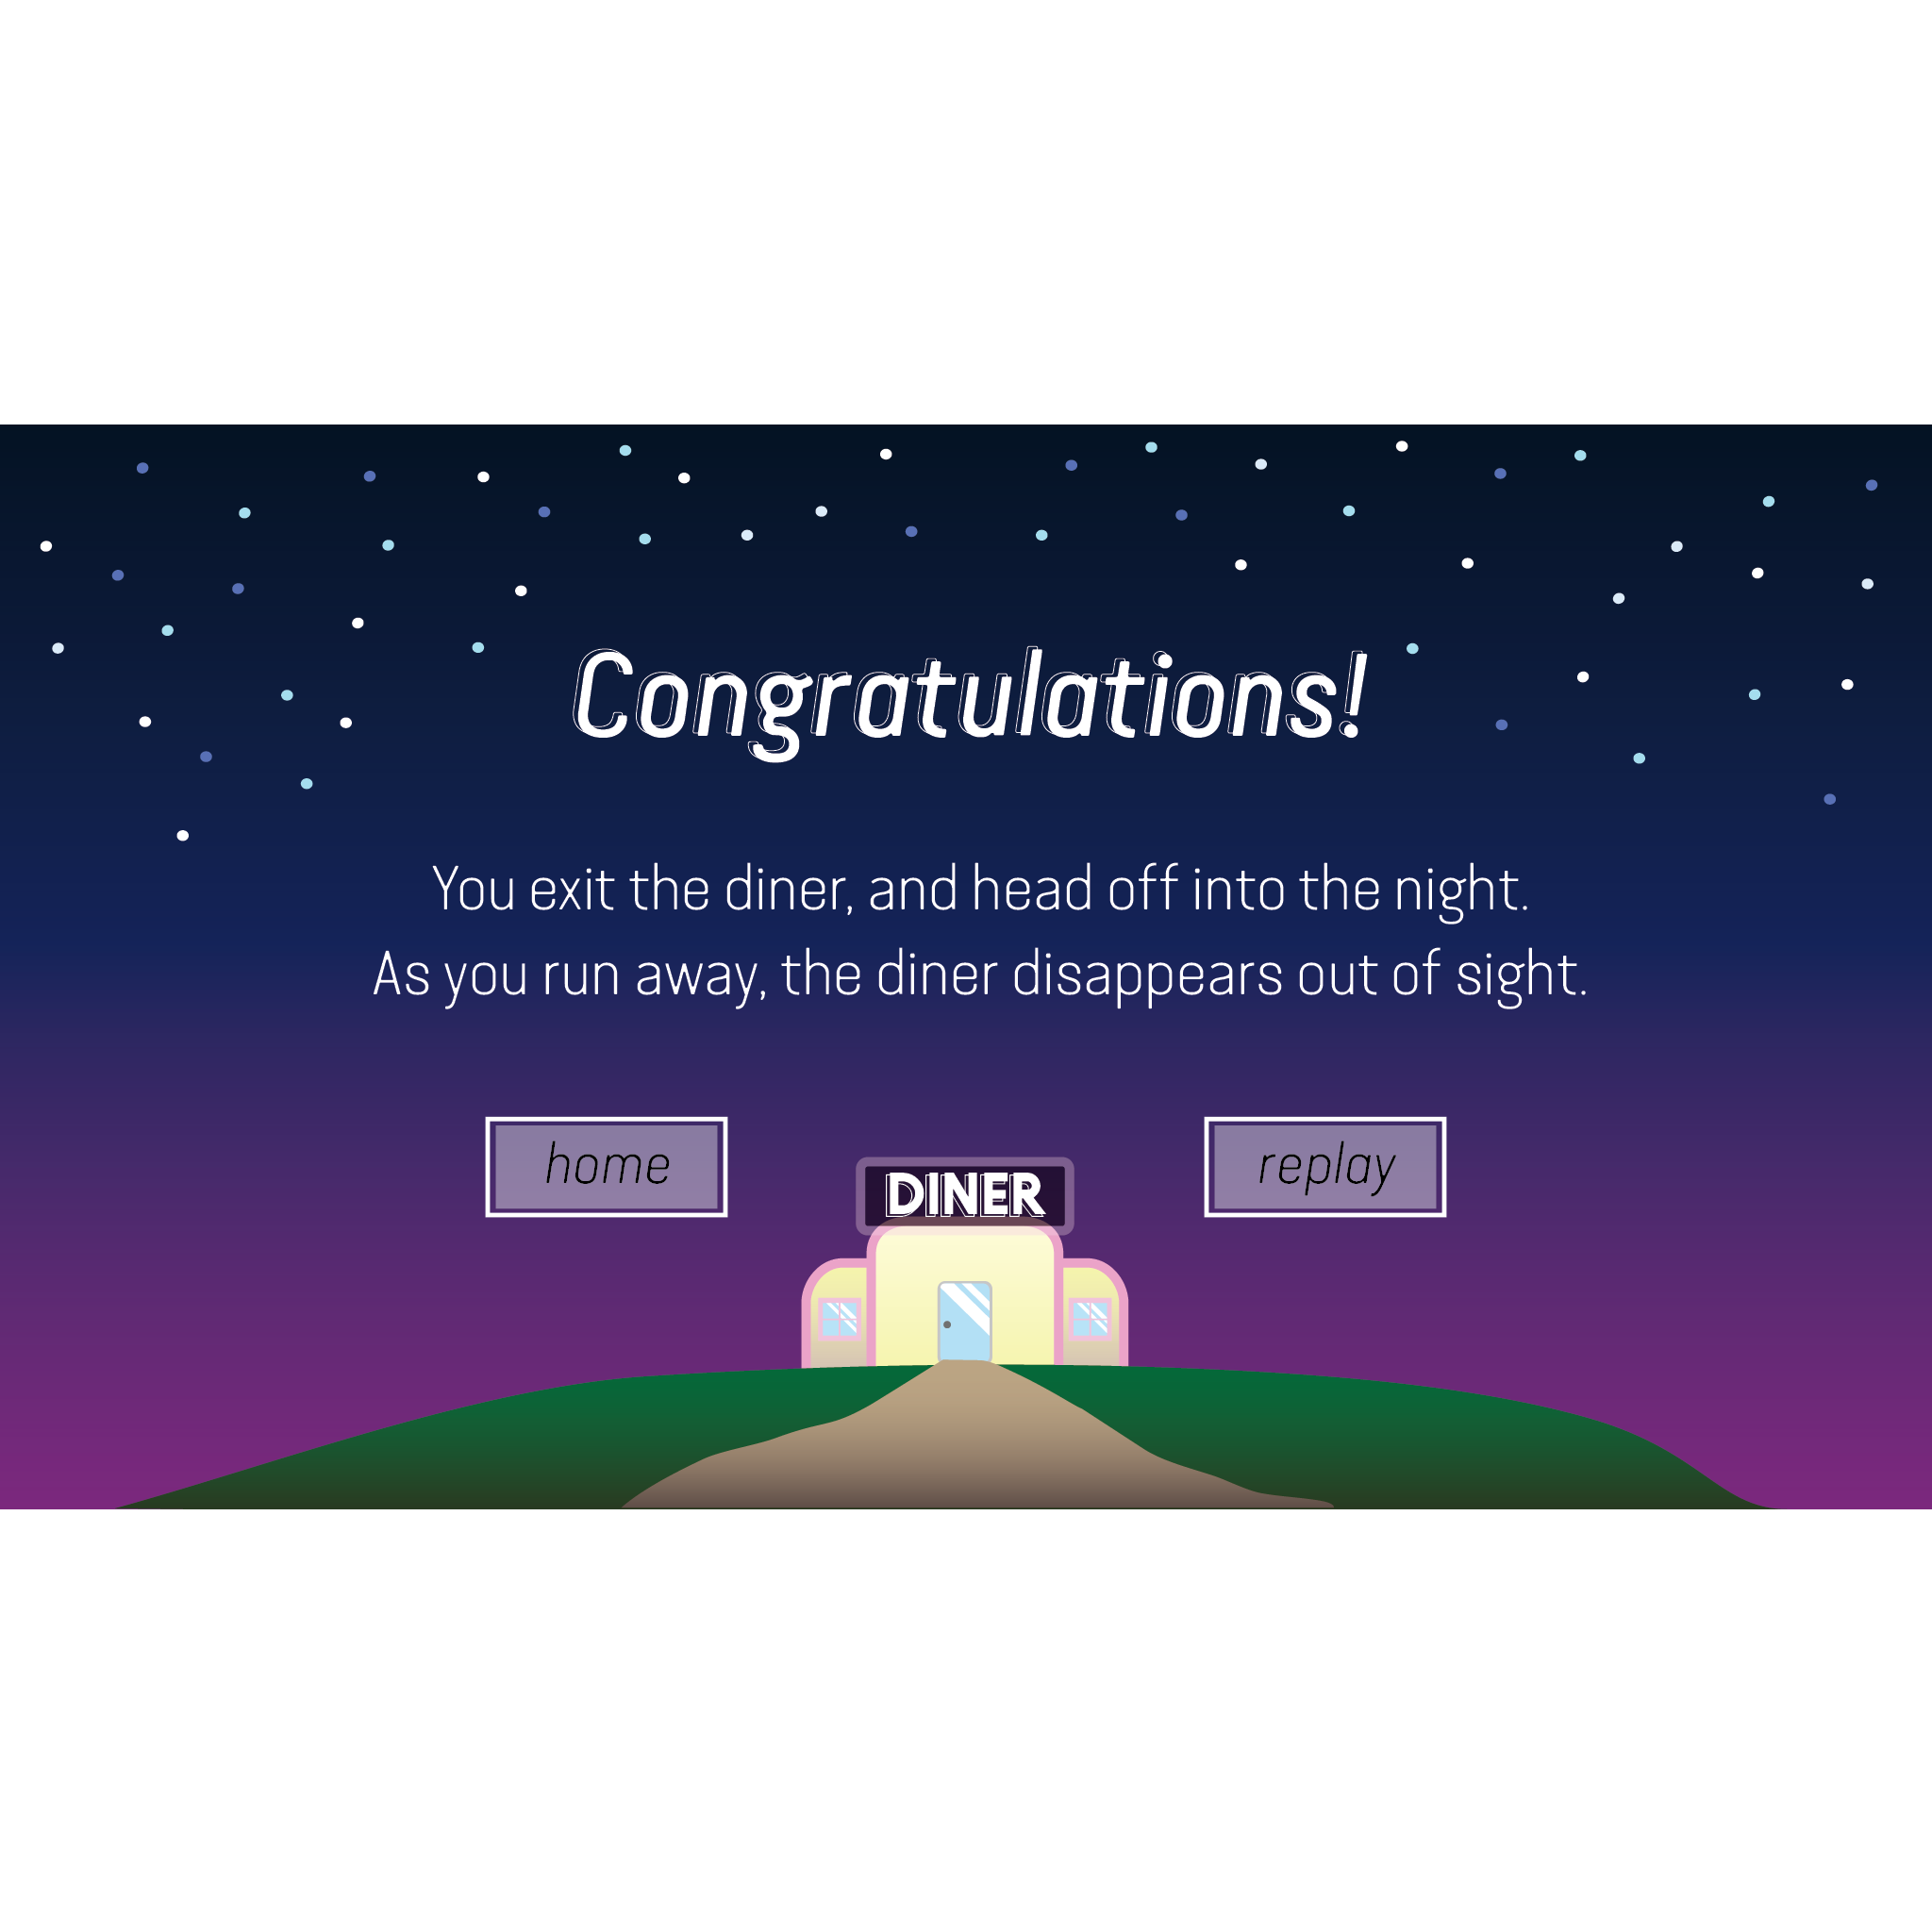 Congratulations!
You exit the diner, and head off into the night.
As you run away, the diner disappears out of sight.
home
replay
DINER